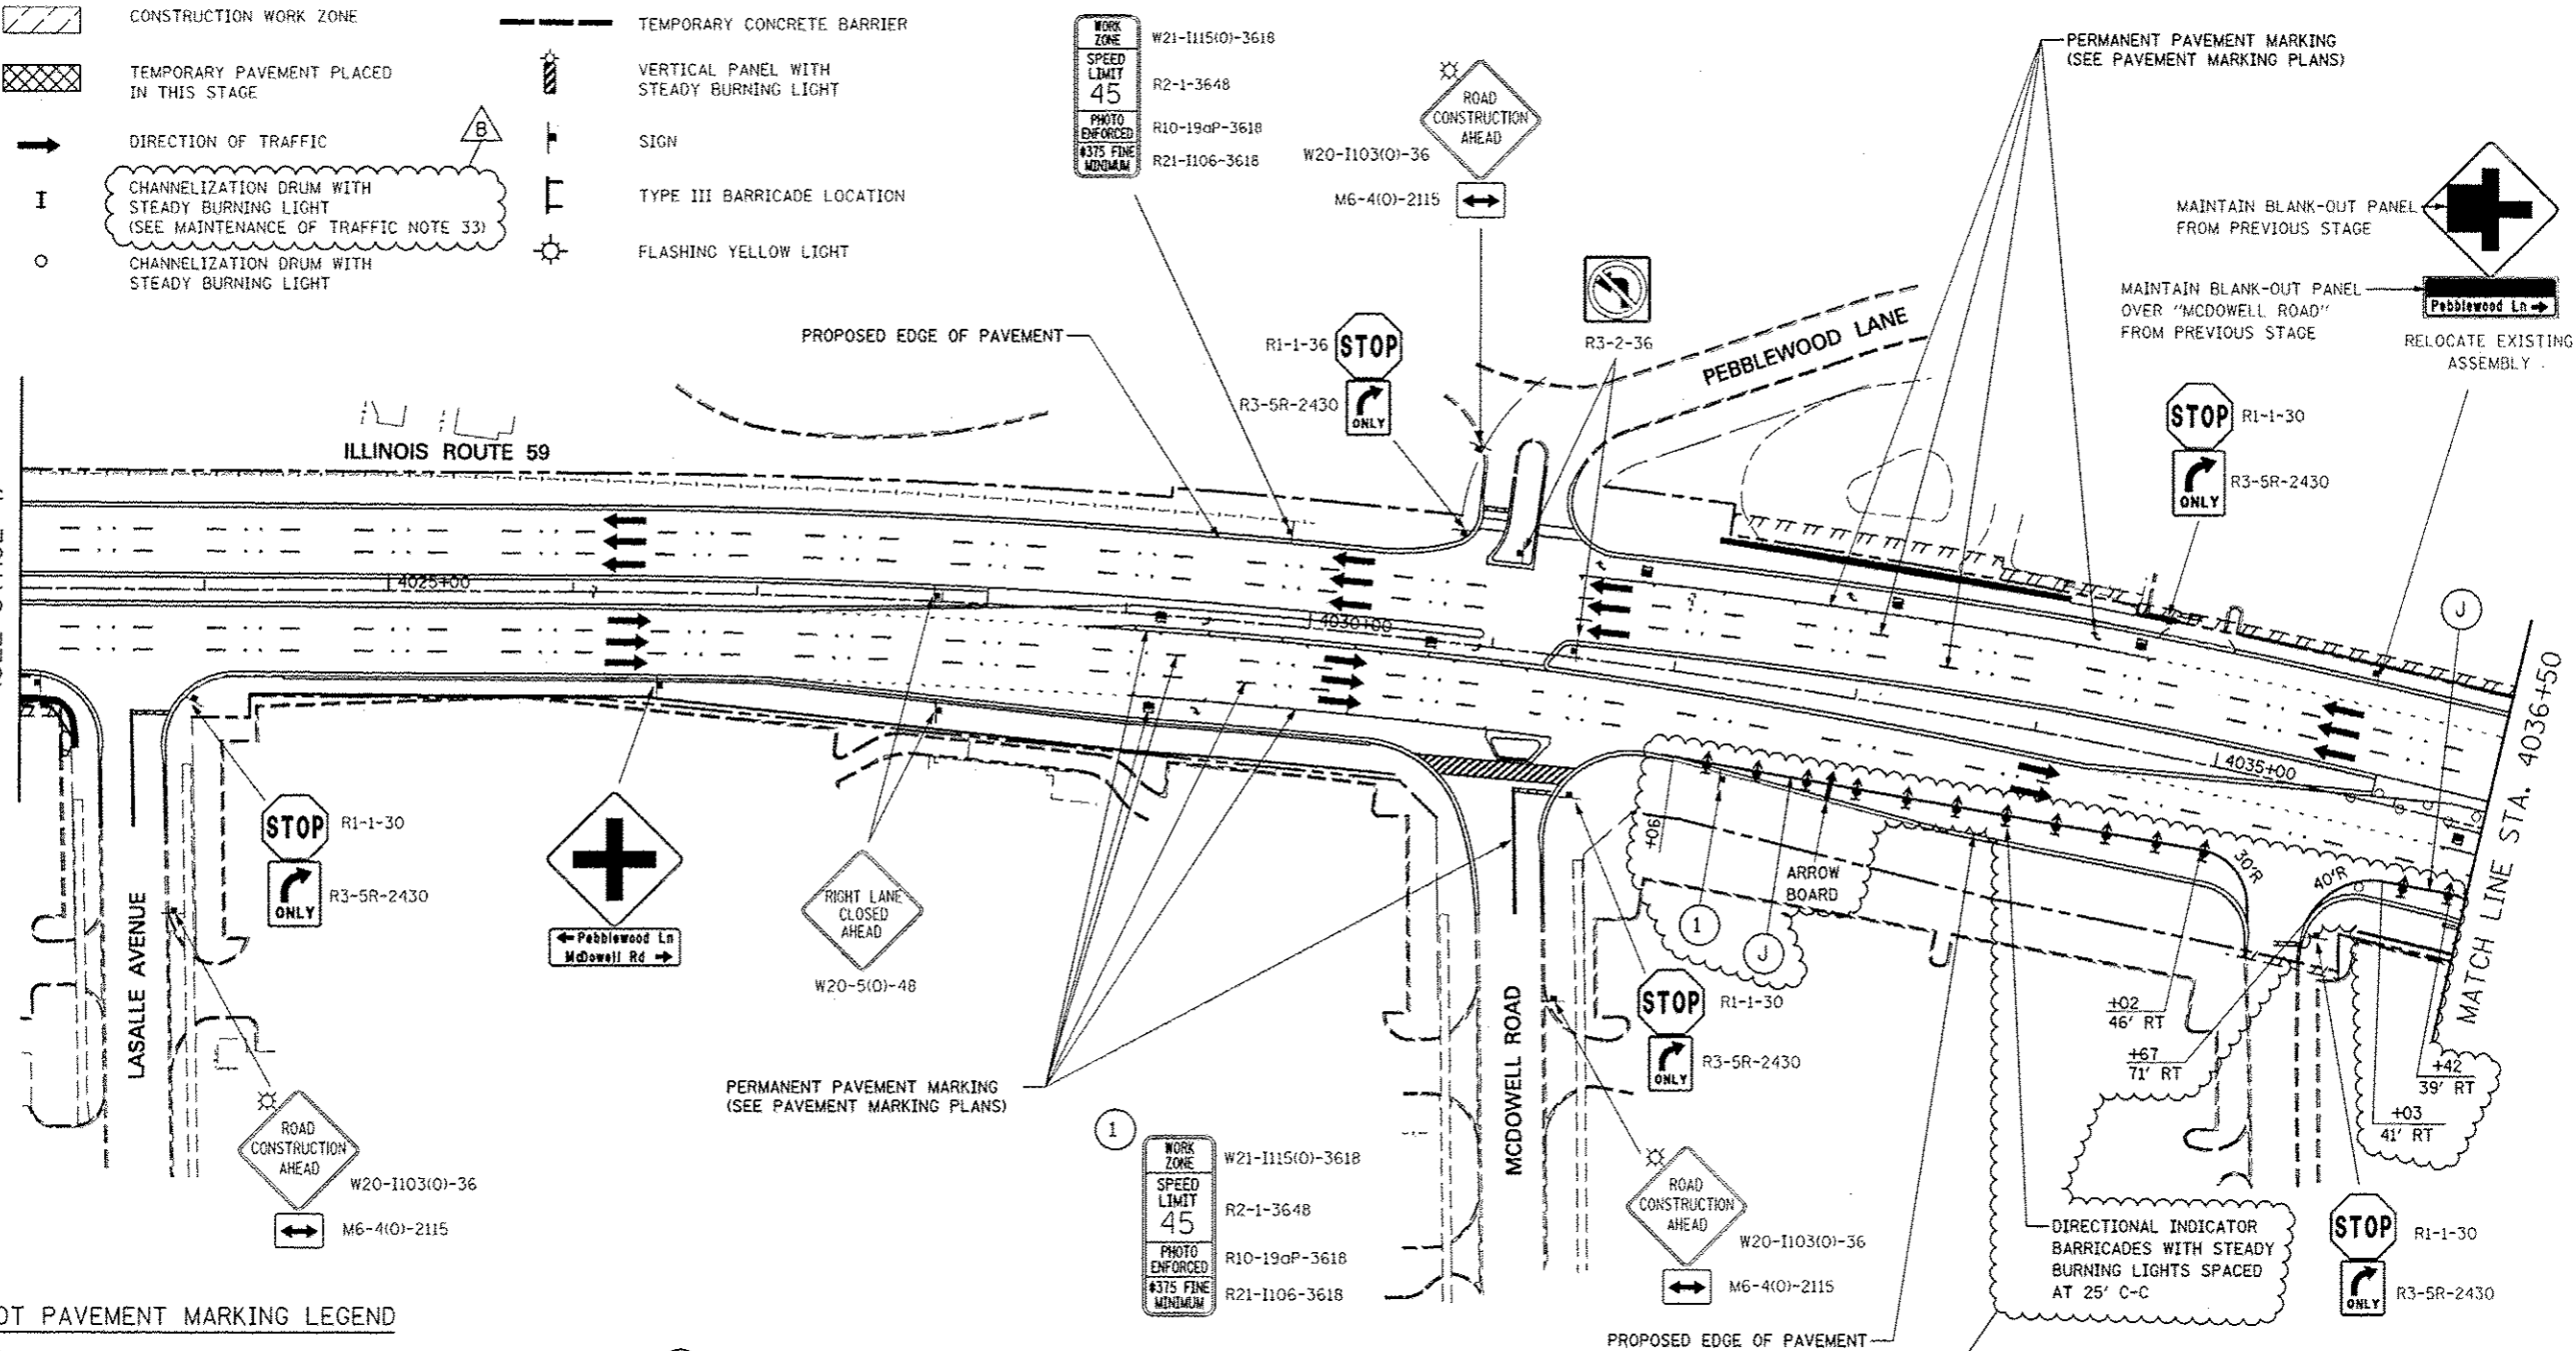 CONSTRUCTION WORK ZONE
TEMPORARY PAVEMENT PLACED
IN THIS STAGE
DIRECTION OF TRAFFIC
B
CHANNELIZATION DRUM WITH
STEADY BURNING LIGHT
(SEE MAINTENANCE OF TRAFFIC NOTE 33)
CHANNELIZATION DRUM WITH
STEADY BURNING LIGHT
TEMPORARY CONCRETE BARRIER
VERTICAL PANEL WITH
STEADY BURNING LIGHT
SIGN
TYPE III BARRICADE LOCATION
FLASHING YELLOW LIGHT
WORK
ZONE
SPEED
LIMIT
45
PHOTO
ENFORCED
$375 FINE
MINIMUM
W21-I115(O)-3618
R2-1-3648
R10-19aP-3618
R21-I106-3618
ROAD
CONSTRUCTION
AHEAD
W20-I103(O)-36
M6-4(O)-2115
PERMANENT PAVEMENT MARKING
(SEE PAVEMENT MARKING PLANS)
MAINTAIN BLANK-OUT PANEL
FROM PREVIOUS STAGE
MAINTAIN BLANK-OUT PANEL
OVER "MCDOWELL ROAD"
FROM PREVIOUS STAGE
Pebblewood Ln
RELOCATE EXISTING
ASSEMBLY
PROPOSED EDGE OF PAVEMENT
R1-1-36
STOP
R3-5R-2430
ONLY
R3-2-36
PEBBLEWOOD LANE
STOP
R1-1-30
ONLY
R3-5R-2430
ILLINOIS ROUTE 59
J
4025+00
4030+00
4035+00
MATCH LINE STA. 4036+50
STOP
R1-1-30
ONLY
R3-5R-2430
LASALLE AVENUE
Pebblewood Ln
McDowell Rd
RIGHT LANE
CLOSED
AHEAD
W20-5(O)-48
+06
1
J
ARROW
BOARD
30'R
40'R
STOP
R1-1-30
ONLY
R3-5R-2430
MCDOWELL ROAD
+02
46' RT
+67
71' RT
+42
39' RT
+03
41' RT
PERMANENT PAVEMENT MARKING
(SEE PAVEMENT MARKING PLANS)
ROAD
CONSTRUCTION
AHEAD
W20-I103(O)-36
M6-4(O)-2115
1
WORK
ZONE
SPEED
LIMIT
45
PHOTO
ENFORCED
$375 FINE
MINIMUM
W21-I115(O)-3618
R2-1-3648
R10-19aP-3618
R21-I106-3618
ROAD
CONSTRUCTION
AHEAD
W20-I103(O)-36
M6-4(O)-2115
DIRECTIONAL INDICATOR
BARRICADES WITH STEADY
BURNING LIGHTS SPACED
AT 25' C-C
STOP
R1-1-30
ONLY
R3-5R-2430
PROPOSED EDGE OF PAVEMENT
OT PAVEMENT MARKING LEGEND